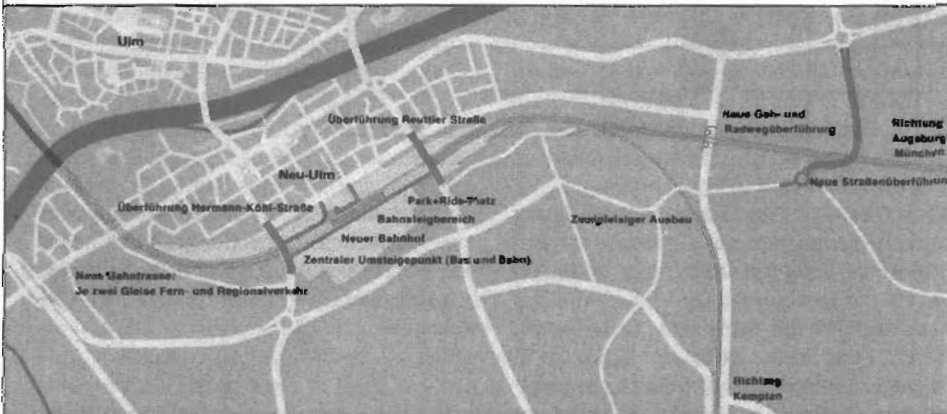 Ulm
Überführung Reuttier Straße
Neue Geh- und
Radwegüberführung
Richtung
Augsburg
München
Neu-Ulm
Neue Straßenüberführun
Überführung Hermann-Köhl-Straße
Park+Ride-Platz
Bahnsteigbereich
Zweigleisiger Ausbau
Neuer Bahnhof
Zentraler Umsteigepunkt (Bus und Bahn)
Neue Bahntrasse:
Je zwei Gleise Fern- und Regionalverkehr
Richtung
Kempten